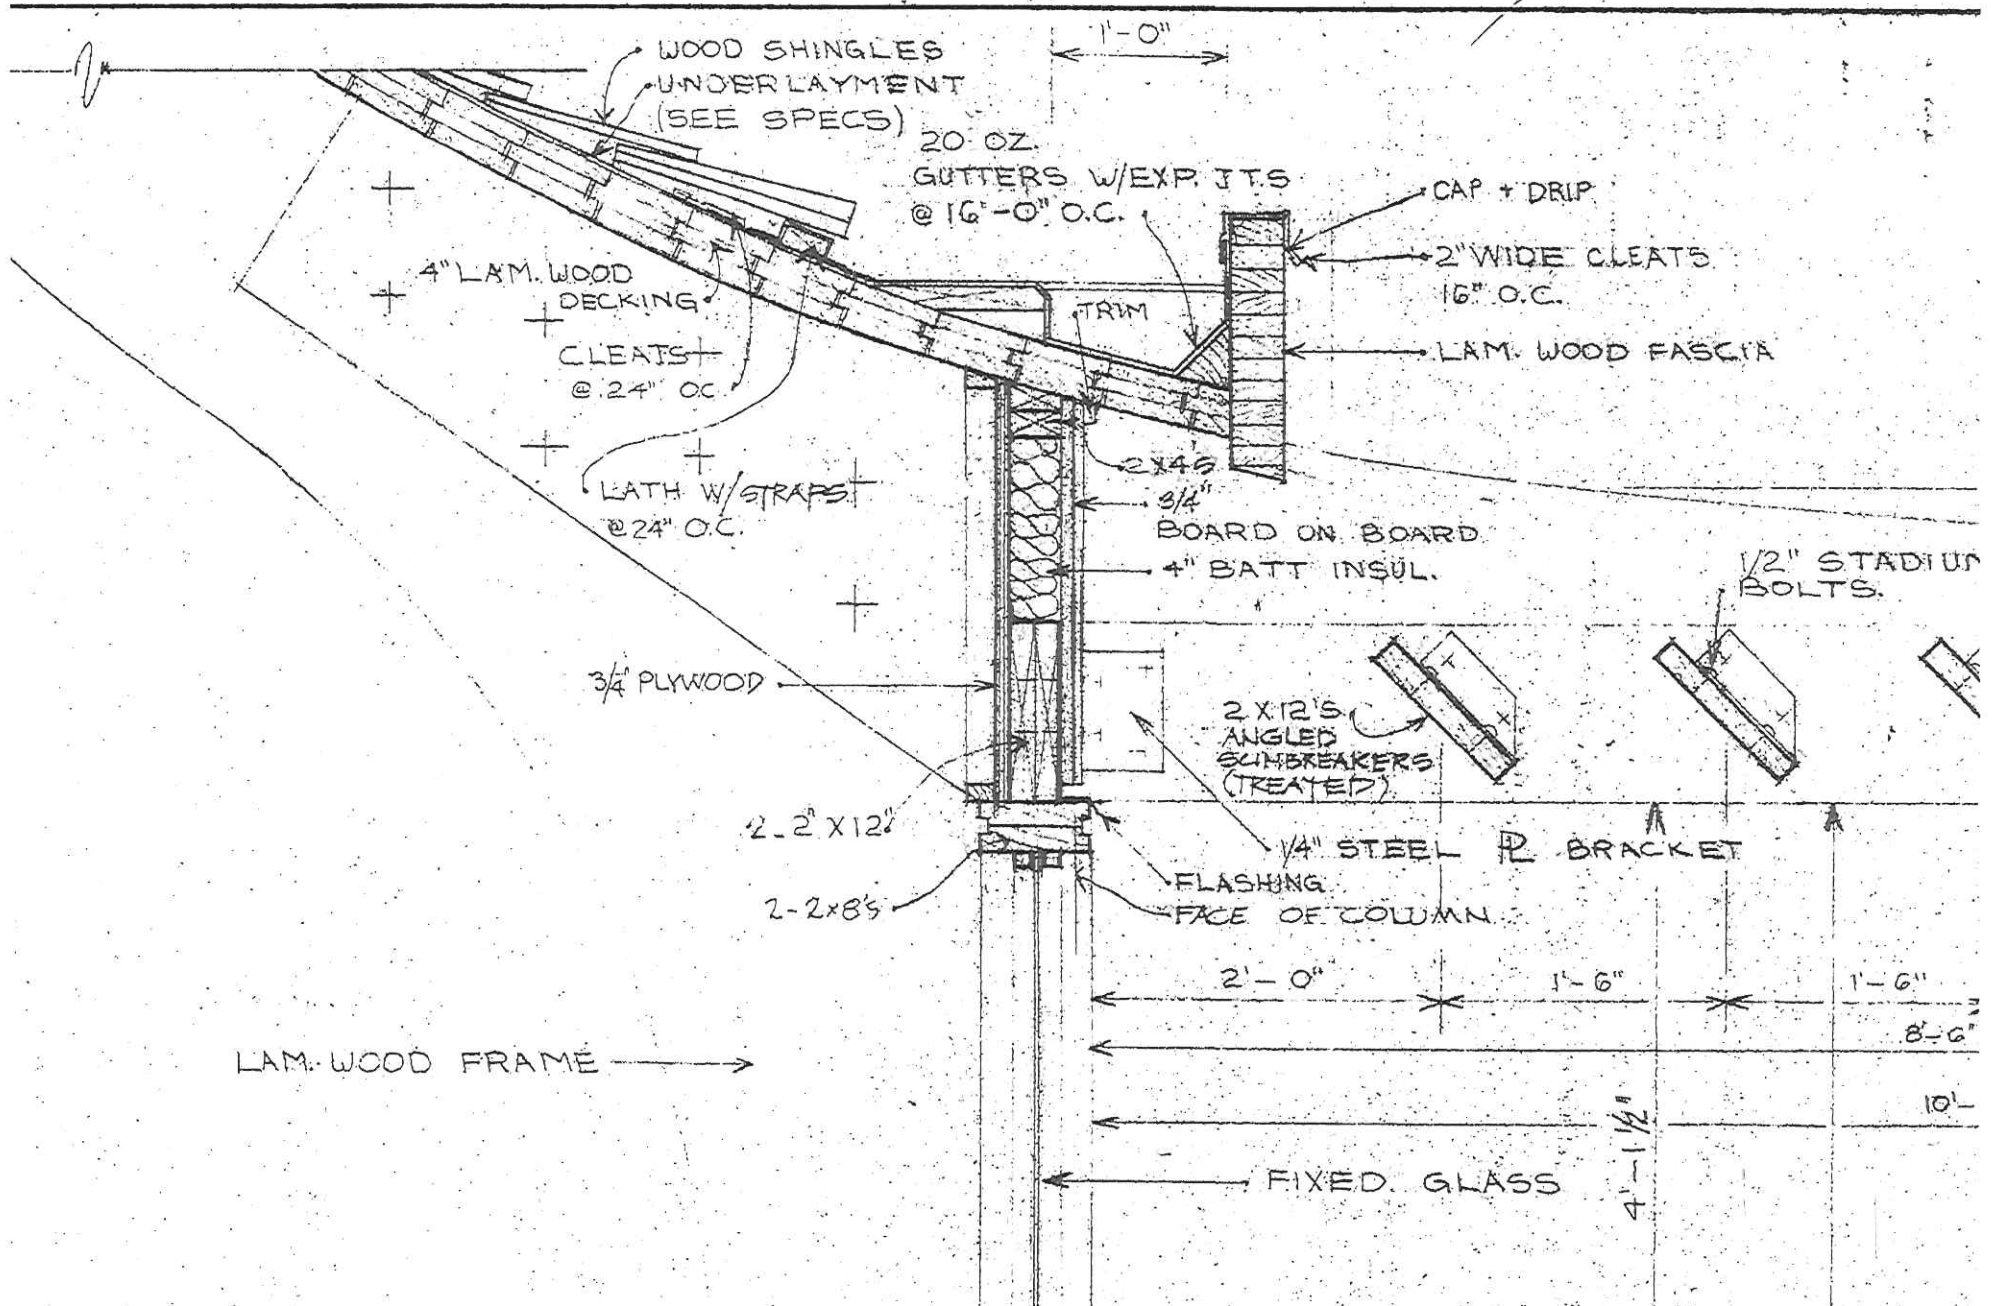 WOOD SHINGLES
UNDERLAYMENT
(SEE SPECS)
1'-0"
20 OZ.
GUTTERS W/EXP. JTS
@ 16'-0" O.C.
CAP + DRIP
2" WIDE CLEATS
16" O.C.
4" LAM. WOOD
DECKING
TRIM
LAM. WOOD FASCIA
CLEATS
@ 24" OC
2X4S
LATH W/STRAPS
@ 24" O.C.
3/4"
BOARD ON BOARD
4" BATT INSUL.
1/2" STADIUM
BOLTS.
3/4" PLYWOOD
2 X 12'S
ANGLED
SUNBREAKERS
(TREATED)
2-2" X 12"
1/4" STEEL PL BRACKET
FLASHING
2-2x8's
FACE OF COLUMN
2'-0"
1'-6"
1'-6"
8'-6"
LAM. WOOD FRAME
10'-
4'-1 1/2"
FIXED GLASS